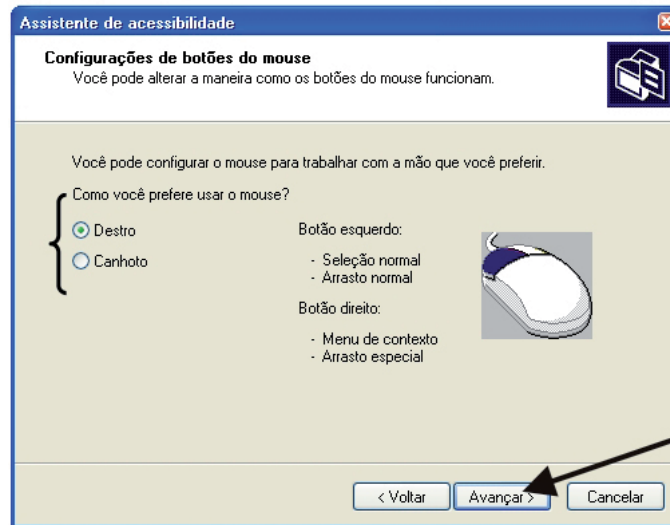 Assistente de acessibilidade
Configurações de botões do mouse
Você pode alterar a maneira como os botões do mouse funcionam.
Você pode configurar o mouse para trabalhar com a mão que você preferir.
Como você prefere usar o mouse?
Destro
Canhoto
Botão esquerdo:
- Seleção normal
- Arrasto normal
Botão direito:
- Menu de contexto
- Arrasto especial
< Voltar
Avançar >
Cancelar